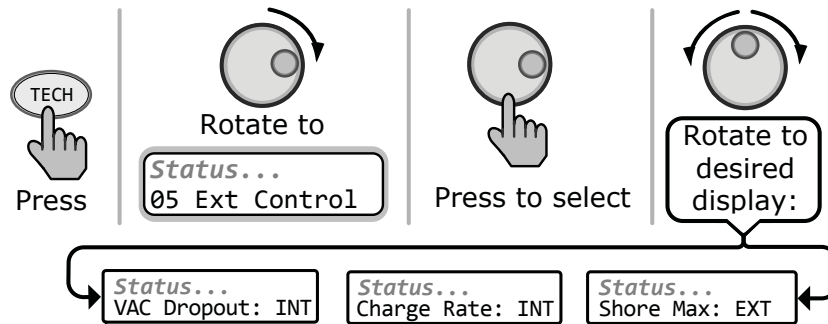 TECH
Press
Rotate to
Status...
05 Ext Control
Press to select
Rotate to
desired
display:
Status...
VAC Dropout: INT
Status...
Charge Rate: INT
Status...
Shore Max: EXT